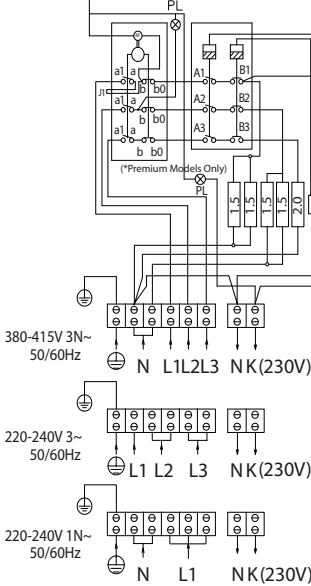 PL
M
a1 a
A1 B1
J1
b b0
a1 a
A2 B2
b b0
a1 a
A3 B3
b b0
(*Premium Models Only)
PL
1.5 1.5 1.5 1.5 2.0
380-415V 3N~
50/60Hz
N L1L2L3 N K(230V)
220-240V 3~
50/60Hz
L1 L2 L3 N K(230V)
220-240V 1N~
50/60Hz
N L1 N K(230V)